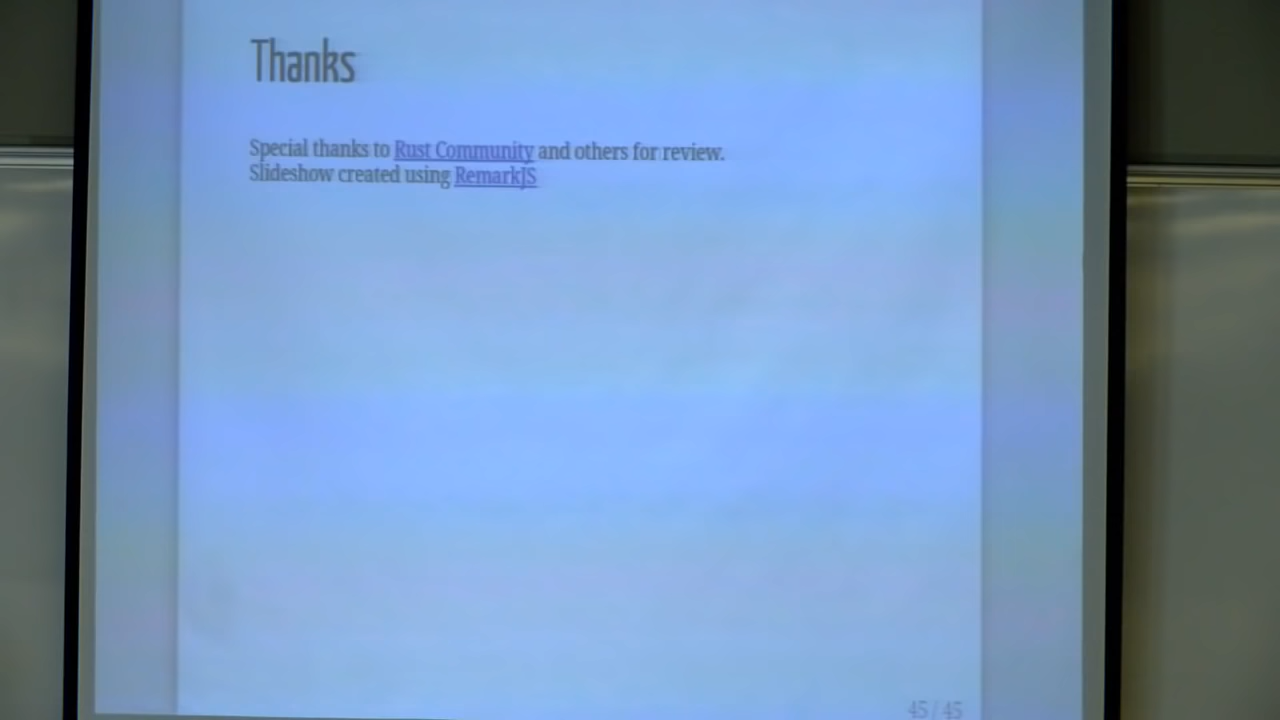 Thanks
Special thanks to Rust Community and others for review.
Slideshow created using RemarkJS
45 / 45